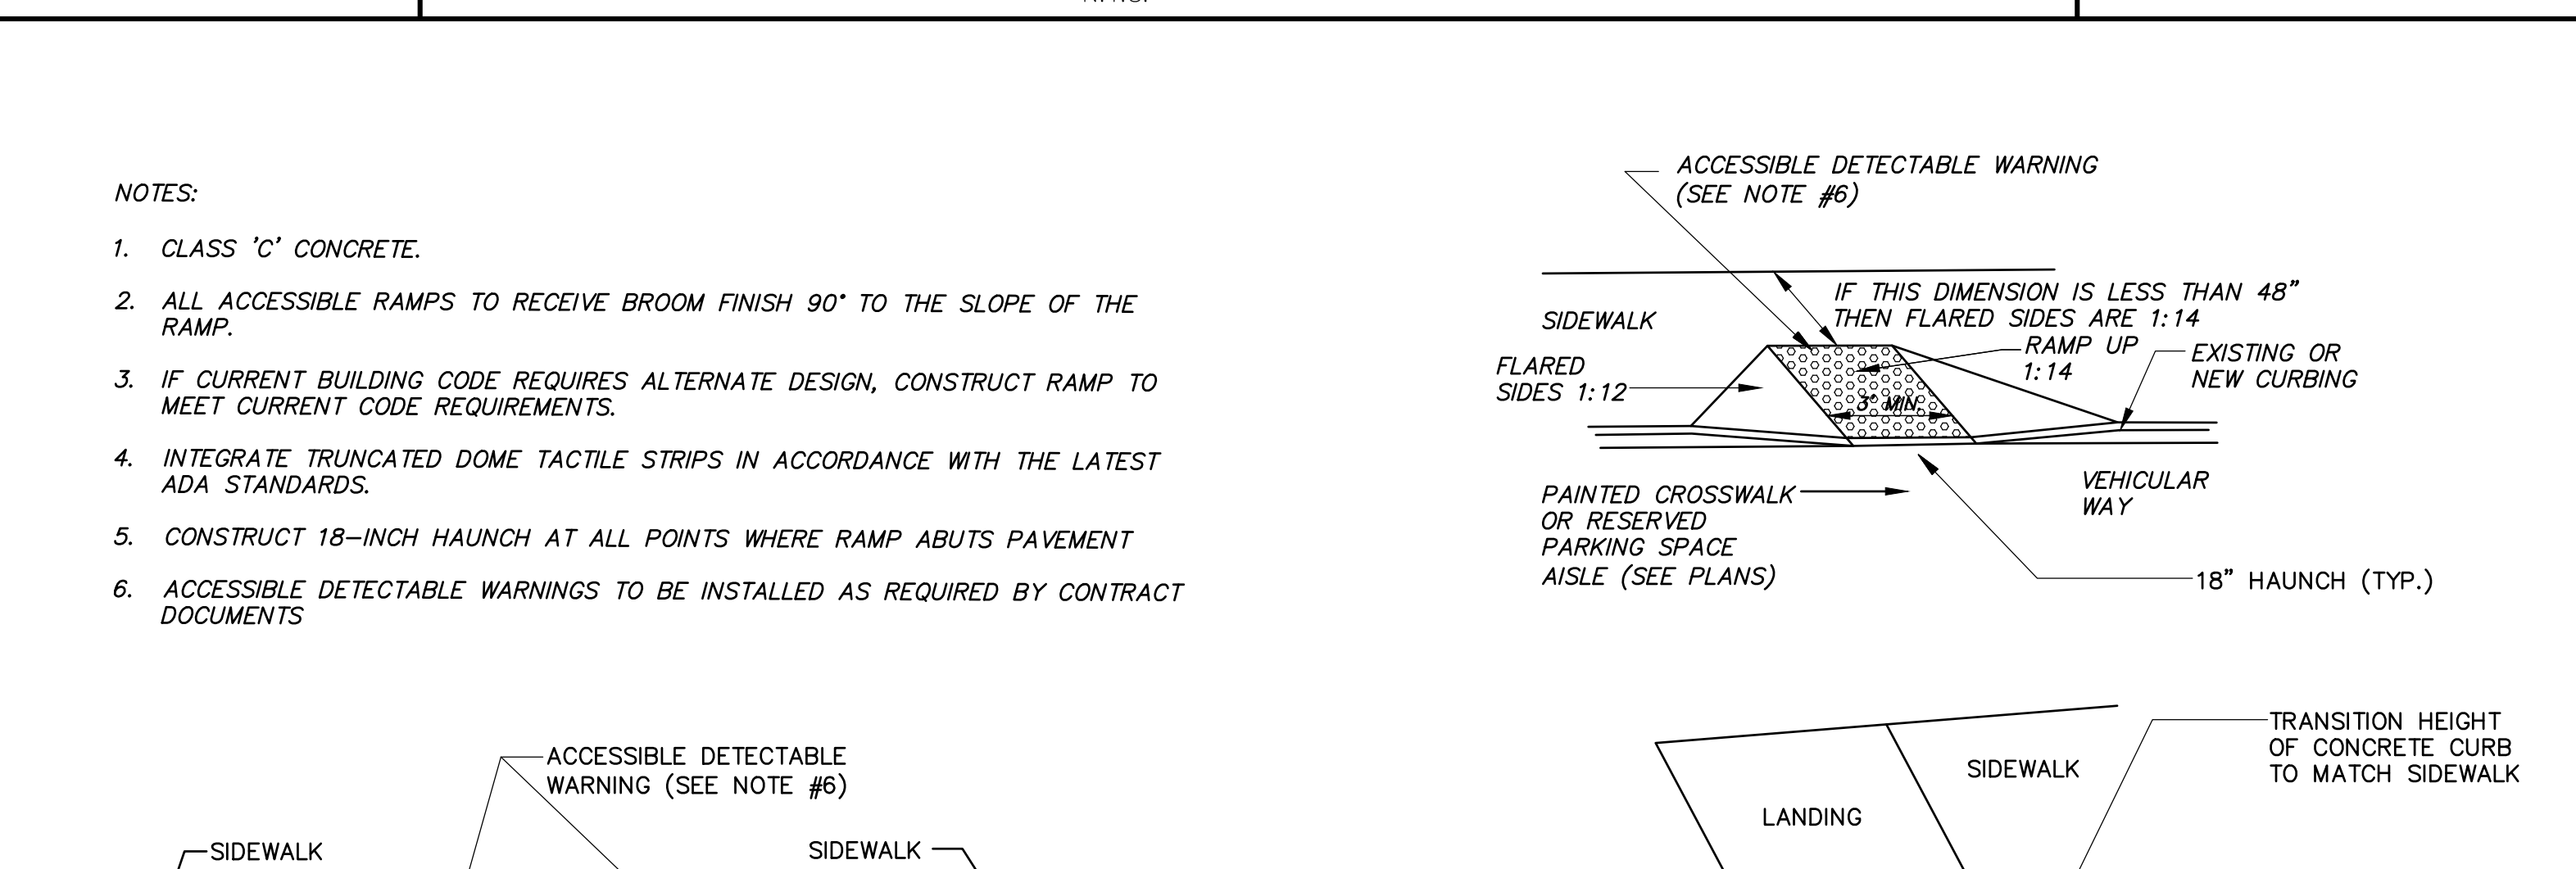 NOTES:
1. CLASS 'C' CONCRETE.
2. ALL ACCESSIBLE RAMPS TO RECEIVE BROOM FINISH 90° TO THE SLOPE OF THE
RAMP.
3. IF CURRENT BUILDING CODE REQUIRES ALTERNATE DESIGN, CONSTRUCT RAMP TO
MEET CURRENT CODE REQUIREMENTS.
4. INTEGRATE TRUNCATED DOME TACTILE STRIPS IN ACCORDANCE WITH THE LATEST
ADA STANDARDS.
5. CONSTRUCT 18-INCH HAUNCH AT ALL POINTS WHERE RAMP ABUTS PAVEMENT
6. ACCESSIBLE DETECTABLE WARNINGS TO BE INSTALLED AS REQUIRED BY CONTRACT
DOCUMENTS
ACCESSIBLE DETECTABLE WARNING
(SEE NOTE #6)
IF THIS DIMENSION IS LESS THAN 48"
THEN FLARED SIDES ARE 1:14
SIDEWALK
RAMP UP
1:14
EXISTING OR
NEW CURBING
FLARED
SIDES 1:12
3' MIN.
PAINTED CROSSWALK
OR RESERVED
PARKING SPACE
AISLE (SEE PLANS)
VEHICULAR
WAY
18" HAUNCH (TYP.)
ACCESSIBLE DETECTABLE
WARNING (SEE NOTE #6)
SIDEWALK
SIDEWALK
TRANSITION HEIGHT
OF CONCRETE CURB
TO MATCH SIDEWALK
SIDEWALK
LANDING